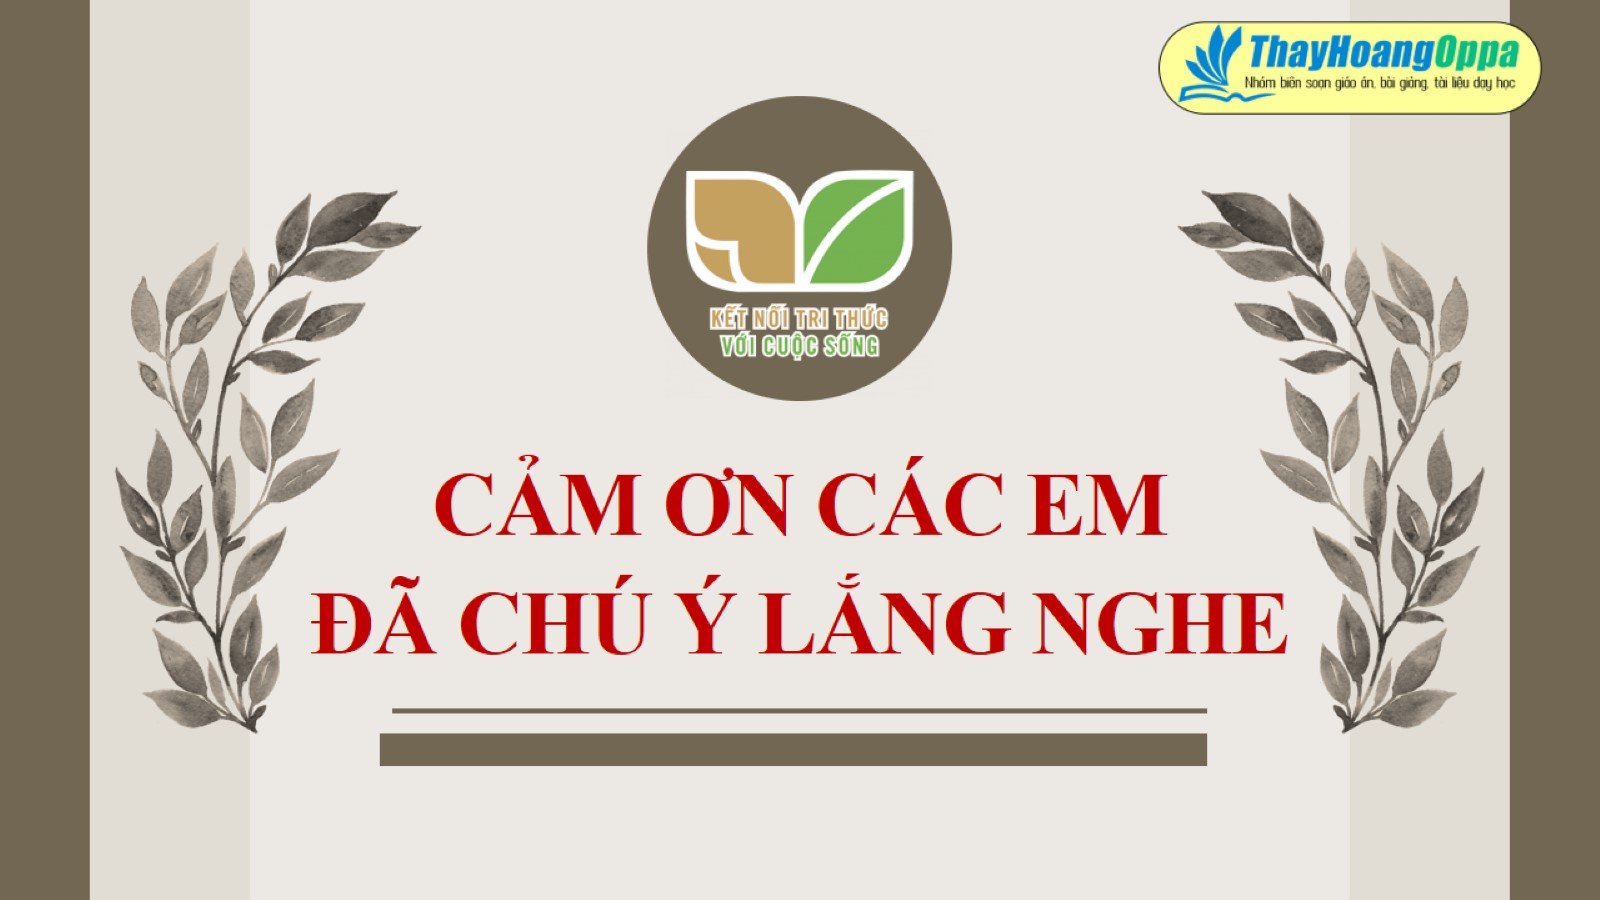 ThayHoangOppa
Nhóm biên soạn giáo án, bài giảng, tài liệu dạy học
KẾT NỐI TRI THỨC
VỚI CUỘC SỐNG
CẢM ƠN CÁC EM
ĐÃ CHÚ Ý LẮNG NGHE